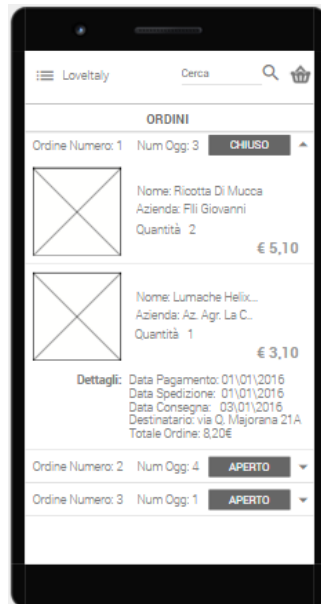 LoveItaly Cerca
ORDINI
Ordine Numero: 1 Num Ogg: 3 CHIUSO
Nome: Ricotta Di Mucca
Azienda: Flli Giovanni
Quantità 2
€ 5,10
Nome: Lumache Helix...
Azienda: Az. Agr. La C..
Quantità 1
€ 3,10
Dettagli: Data Pagamento: 01\01\2016
Data Spedizione: 01\01\2016
Data Consegna: 03\01\2016
Destinatario: via Q. Majorana 21A
Totale Ordine: 8,20€
Ordine Numero: 2 Num Ogg: 4 APERTO
Ordine Numero: 3 Num Ogg: 1 APERTO